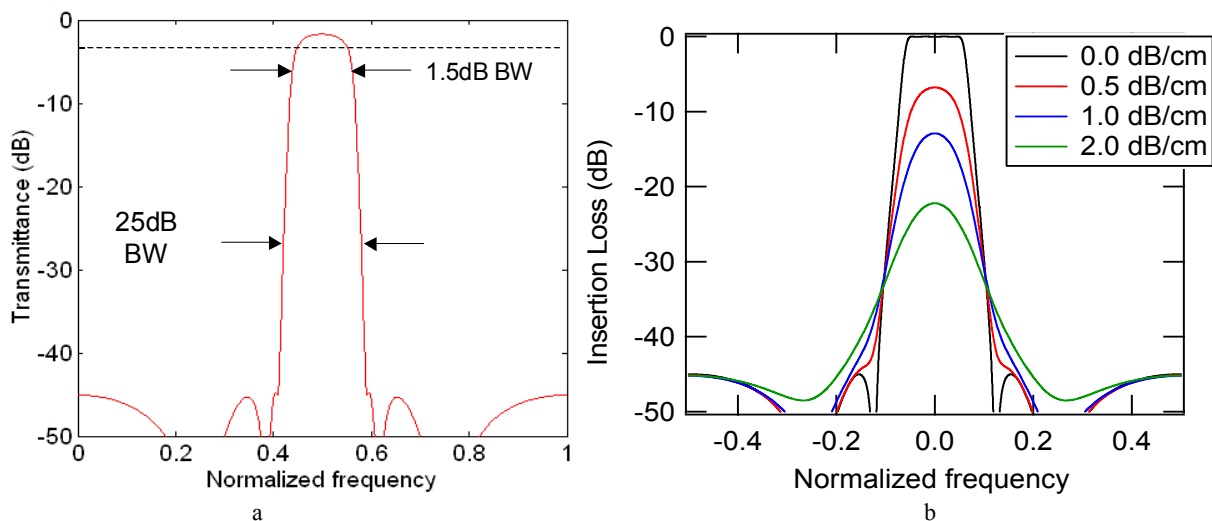 0
-10
-20
-30
-40
-50
Transmittance (dB)
1.5dB BW
25dB
BW
0 0.2 0.4 0.6 0.8 1
Normalized frequency
a
0
-10
-20
-30
-40
-50
Insertion Loss (dB)
0.0 dB/cm
0.5 dB/cm
1.0 dB/cm
2.0 dB/cm
-0.4 -0.2 0.0 0.2 0.4
Normalized frequency
b